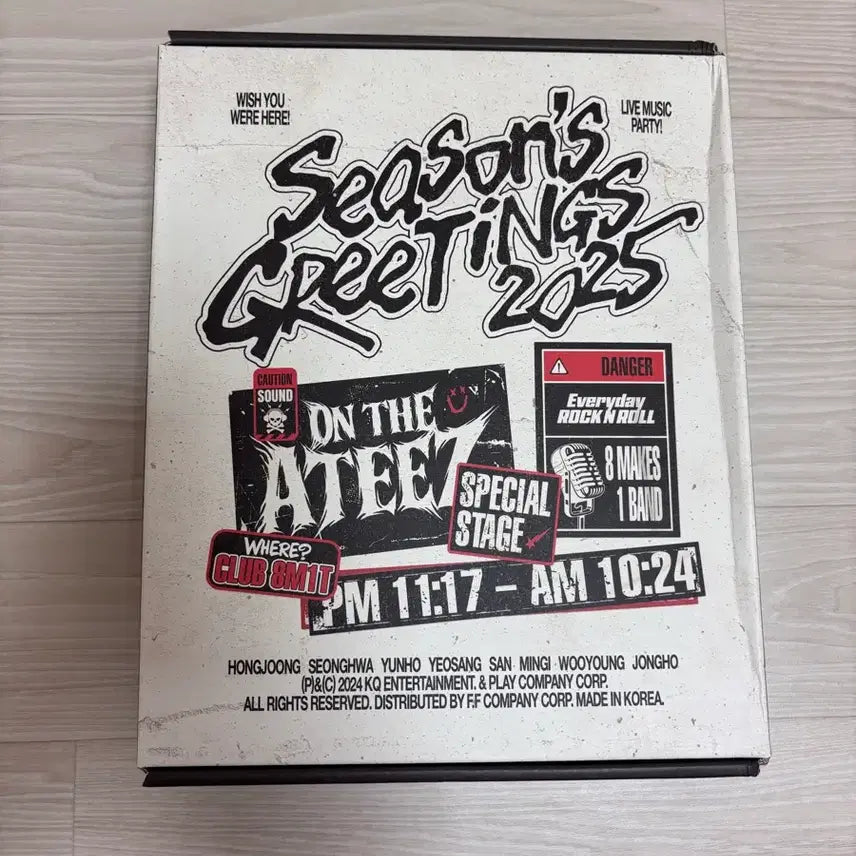 WISH YOU
WERE HERE!
LIVE MUSIC
PARTY!
Season's
GReeTiNGS
2025
CAUTION
SOUND
ON THE
ATEEZ
SPECIAL
STAGE
DANGER
Everyday
ROCK N ROLL
8 MAKES
1 BAND
WHERE?
CLUB 8M1T
PM 11:17 – AM 10:24
HONGJOONG SEONGHWA YUNHO YEOSANG SAN MINGI WOOYOUNG JONGHO
(P)&(C) 2024 KQ ENTERTAINMENT. & PLAY COMPANY CORP.
ALL RIGHTS RESERVED. DISTRIBUTED BY F;F COMPANY CORP. MADE IN KOREA.